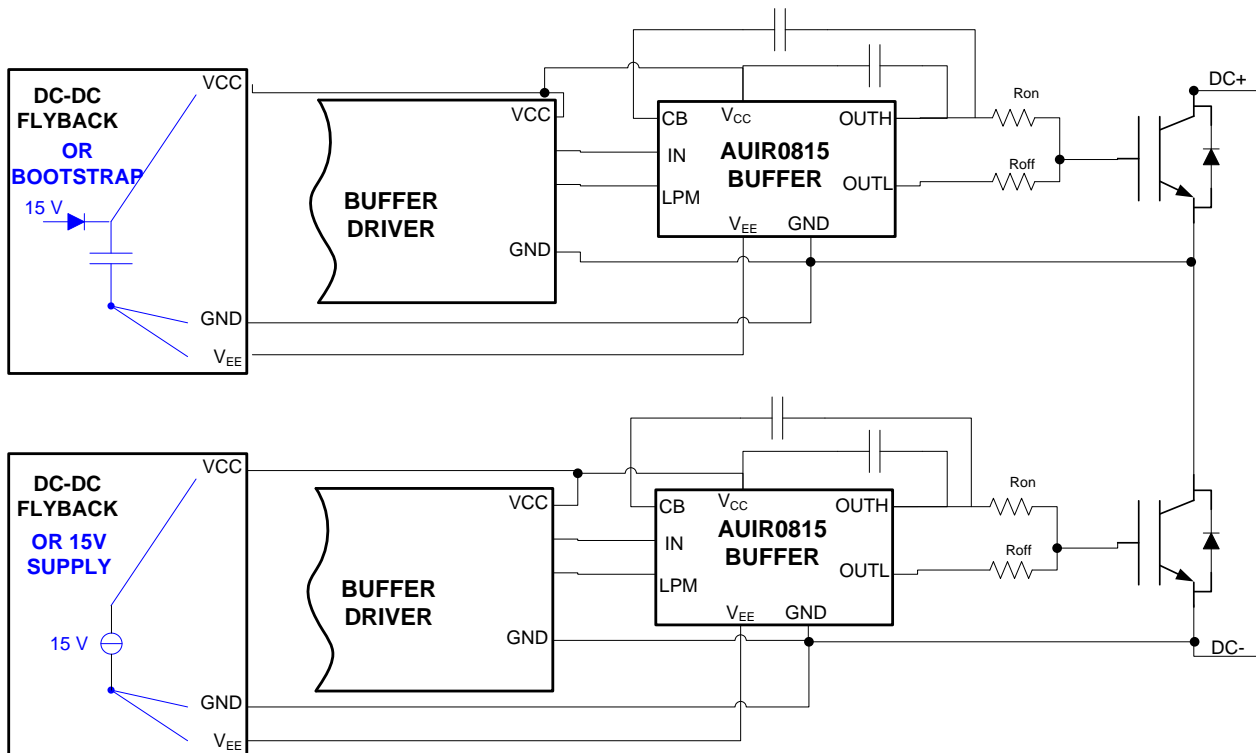 VCC
DC-DC
FLYBACK
OR
BOOTSTRAP
15 V
GND
VEE
VCC
BUFFER
DRIVER
GND
CB
VCC
OUTH
IN
AUIR0815
BUFFER
LPM
OUTL
VEE
GND
Ron
Roff
DC+
VCC
DC-DC
FLYBACK
OR 15V
SUPPLY
15 V
GND
VEE
VCC
BUFFER
DRIVER
GND
CB
VCC
OUTH
IN
AUIR0815
BUFFER
LPM
OUTL
VEE
GND
Ron
Roff
DC-